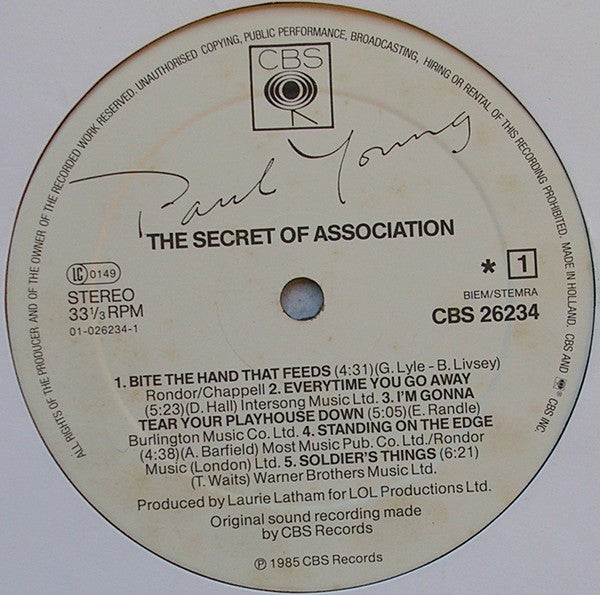 ALL RIGHTS OF THE PRODUCER AND OF THE OWNER OF THE RECORDED WORK RESERVED. UNAUTHORISED COPYING, PUBLIC PERFORMANCE, BROADCASTING, HIRING OR RENTAL OF THIS RECORDING PROHIBITED. MADE IN HOLLAND. CBS AND CBS INC.
CBS
Paul Young
THE SECRET OF ASSOCIATION
LC 0149
STEREO
33⅓ RPM
01-026234-1
* 1
BIEM/STEMRA
CBS 26234
1. BITE THE HAND THAT FEEDS (4:31)(G. Lyle - B. Livsey)
Rondor/Chappell 2. EVERYTIME YOU GO AWAY
(5:23)(D. Hall) Intersong Music Ltd. 3. I'M GONNA
TEAR YOUR PLAYHOUSE DOWN (5:05)(E. Randle)
Burlington Music Co. Ltd. 4. STANDING ON THE EDGE
(4:38)(A. Barfield) Most Music Pub. Co. Ltd./Rondor
Music (London) Ltd. 5. SOLDIER'S THINGS (6:21)
(T. Waits) Warner Brothers Music Ltd.
Produced by Laurie Latham for LOL Productions Ltd.
Original sound recording made
by CBS Records
℗ 1985 CBS Records